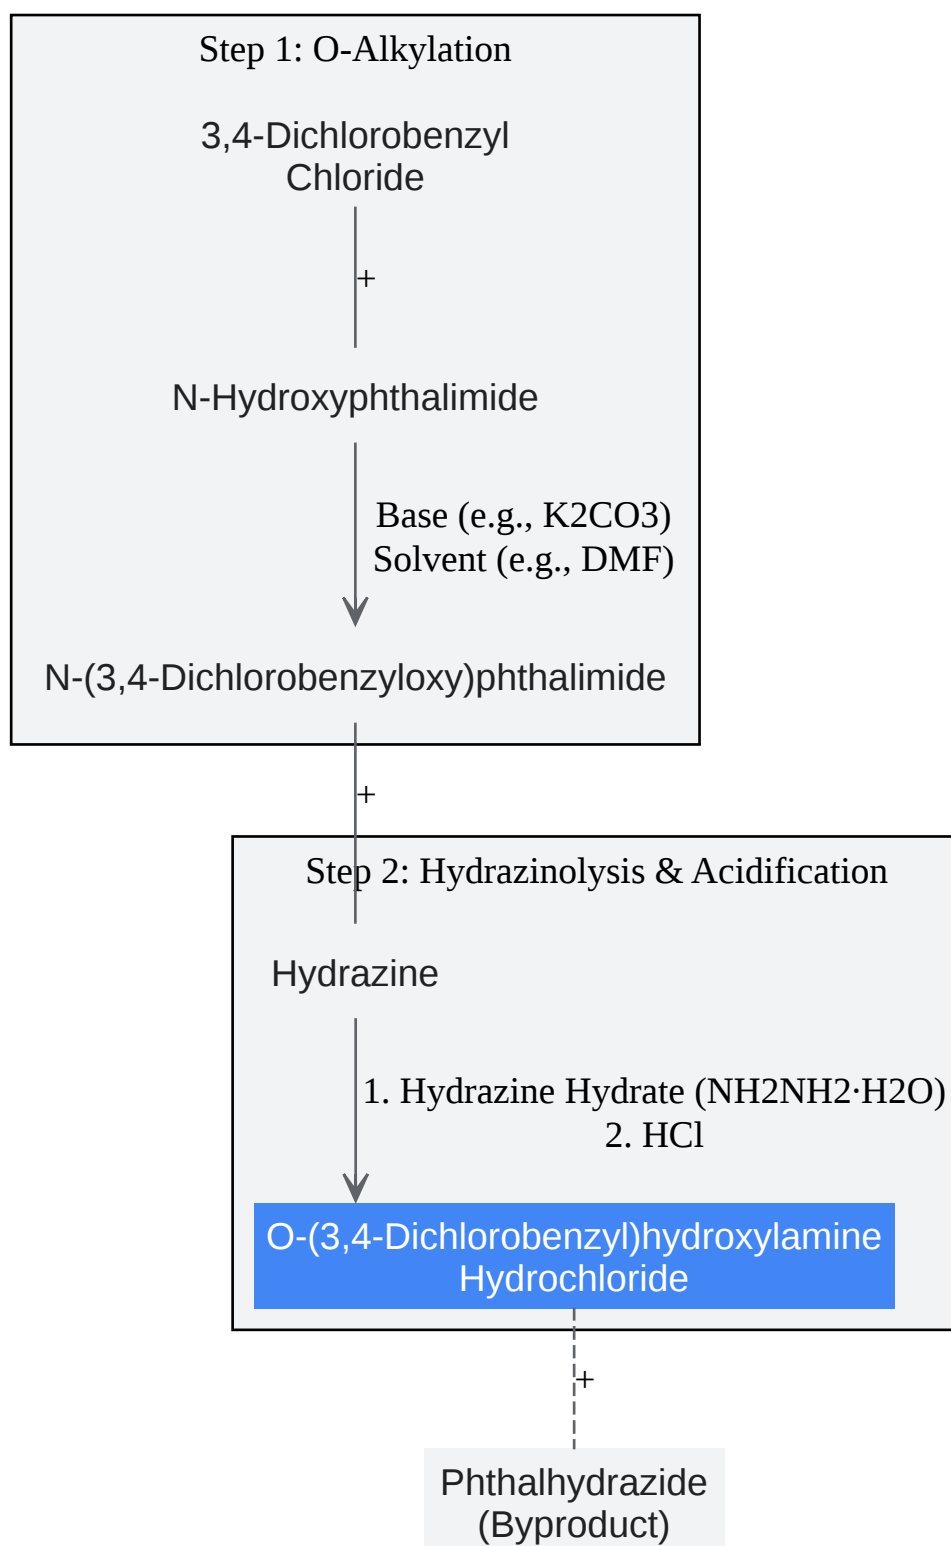 Step 1: O-Alkylation
3,4-Dichlorobenzyl
Chloride
+
N-Hydroxyphthalimide
Base (e.g., K2CO3)
Solvent (e.g., DMF)
N-(3,4-Dichlorobenzyloxy)phthalimide
+
Step 2: Hydrazinolysis & Acidification
Hydrazine
1. Hydrazine Hydrate (NH2NH2·H2O)
2. HCl
O-(3,4-Dichlorobenzyl)hydroxylamine
Hydrochloride
+
Phthalhydrazide
(Byproduct)